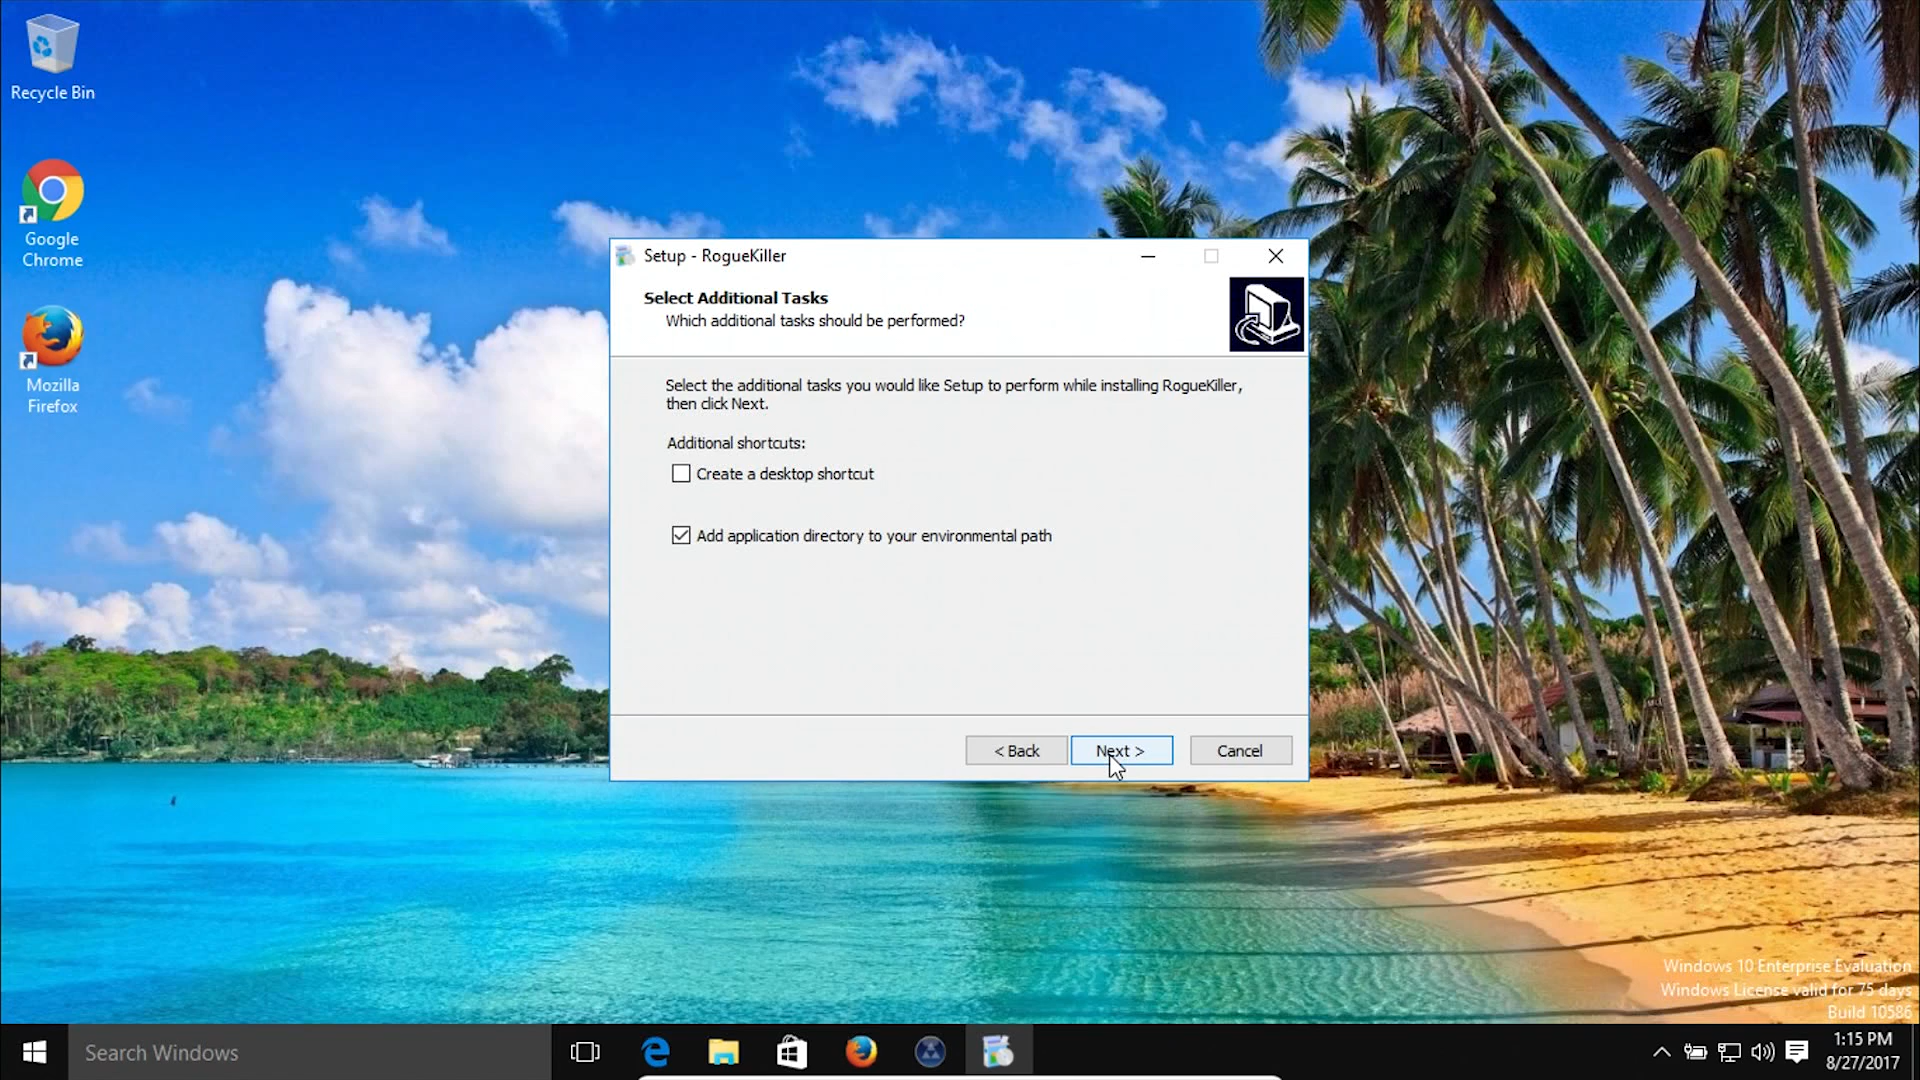 Recycle Bin
Google
Chrome
Mozilla
Firefox
Setup - RogueKiller
Select Additional Tasks
Which additional tasks should be performed?
Select the additional tasks you would like Setup to perform while installing RogueKiller,
then click Next.
Additional shortcuts:
Create a desktop shortcut
Add application directory to your environmental path
< Back
Next >
Cancel
Windows 10 Enterprise Evaluation
Windows License valid for 75 days
Build 10586
Search Windows
1:15 PM
8/27/2017